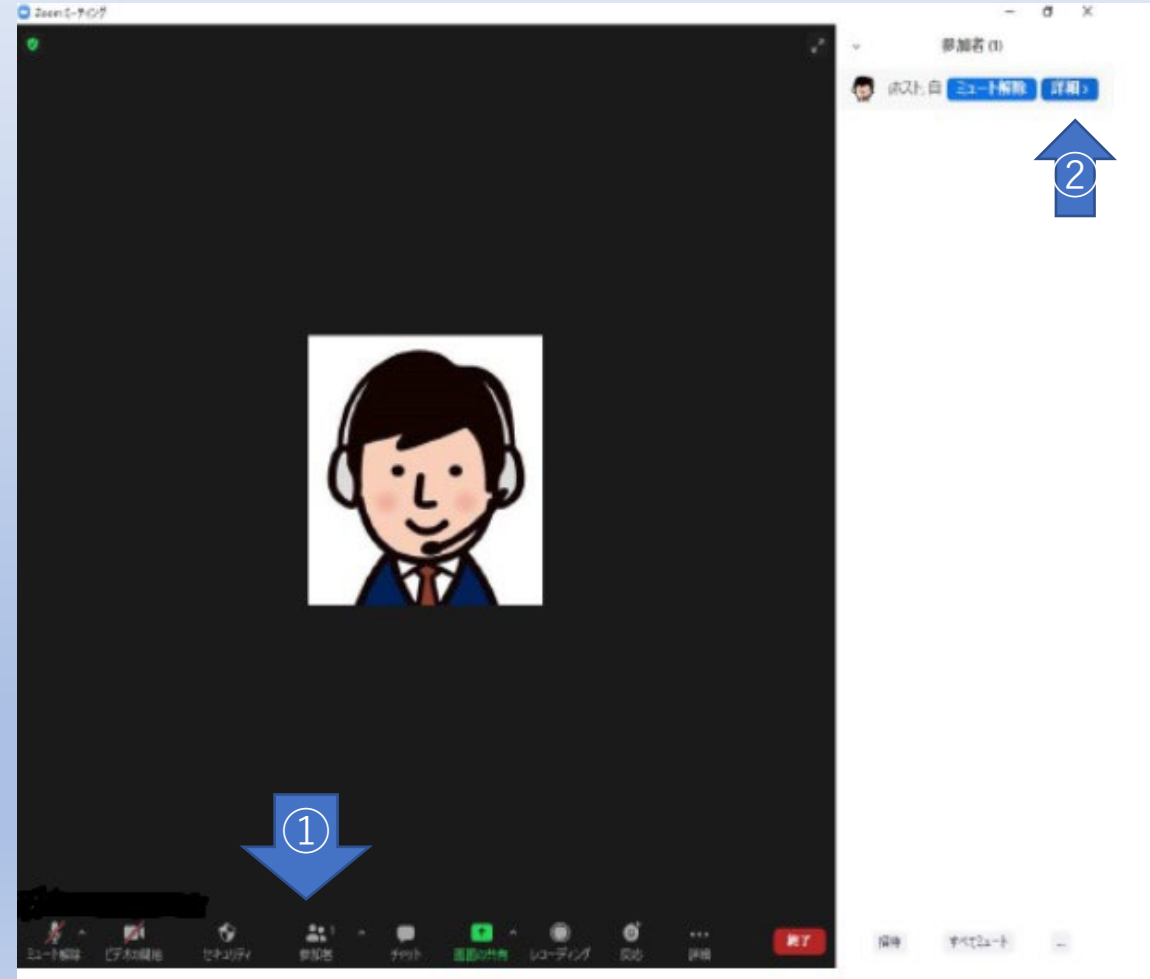 Zoom ミーティング
参加者 (1)
(ホスト, 自 ミュート解除 詳細 >
②
①
ミュート解除 ビデオの開始 セキュリティ 参加者 1 チャット 画面の共有 レコーディング 反応 詳細 終了
招待 すべてミュート ...